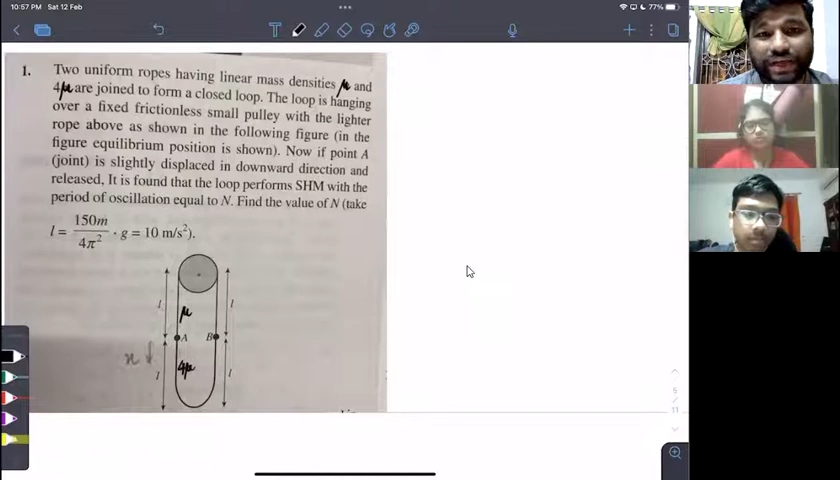 10:57 PM Sat 12 Feb
77%
1. Two uniform ropes having linear mass densities μ and
4μ are joined to form a closed loop. The loop is hanging
over a fixed frictionless small pulley with the lighter
rope above as shown in the following figure (in the
figure equilibrium position is shown). Now if point A
(joint) is slightly displaced in downward direction and
released, It is found that the loop performs SHM with the
period of oscillation equal to N. Find the value of N (take
l = 150m / 4π² · g = 10 m/s²).
l l
μ
A B
x
l 4μ l
5
/
11